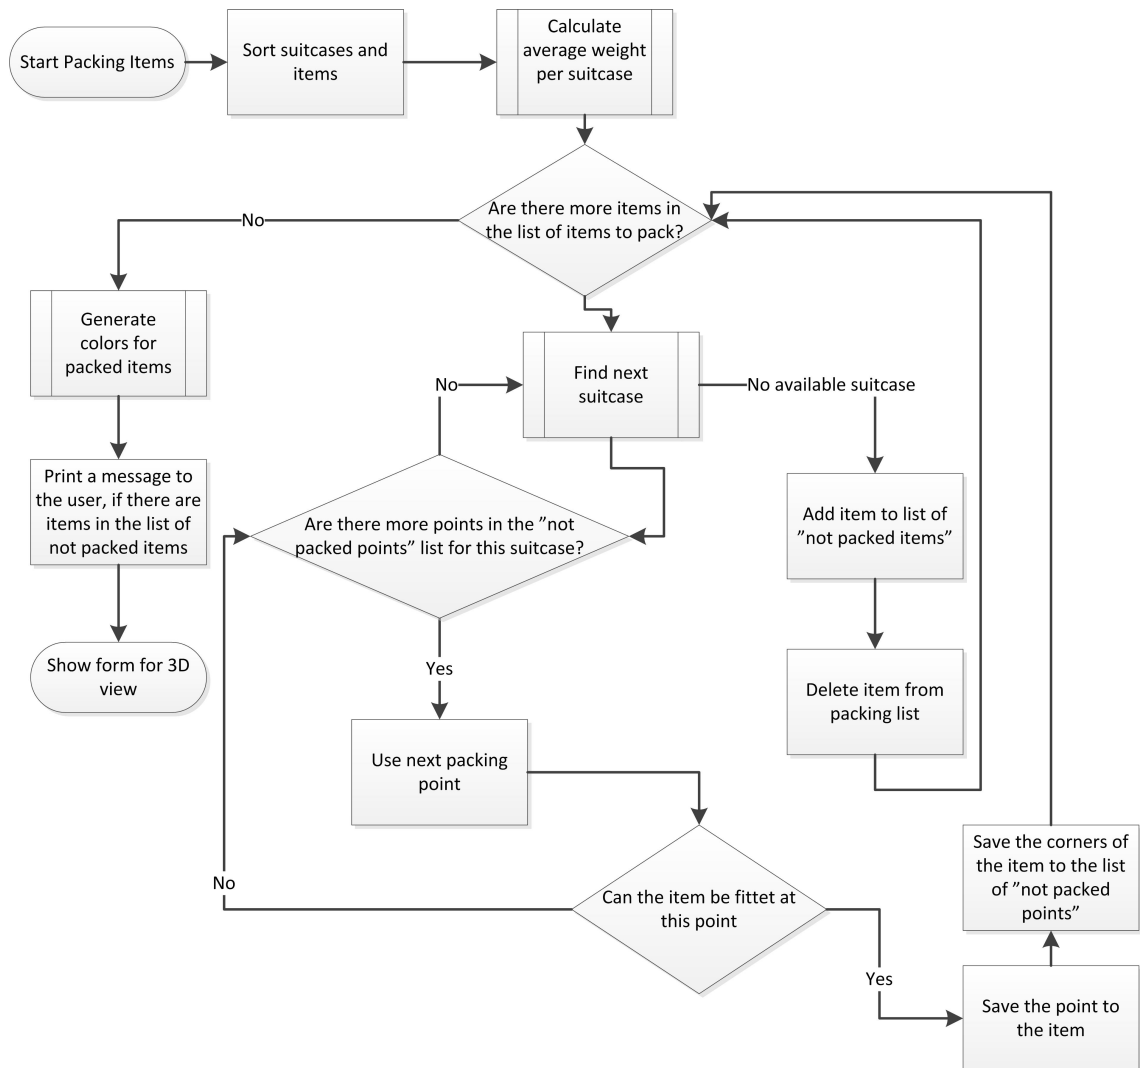 Start Packing Items
Sort suitcases and
items
Calculate
average weight
per suitcase
Are there more items in
the list of items to pack?
No
Generate
colors for
packed items
Find next
suitcase
No
No available suitcase
Print a message to
the user, if there are
items in the list of
not packed items
Are there more points in the ”not
packed points” list for this suitcase?
Add item to list of
”not packed items”
Show form for 3D
view
Yes
Delete item from
packing list
Use next packing
point
No
Can the item be fittet at
this point
Save the corners of
the item to the list
of ”not packed
points”
Yes
Save the point to
the item